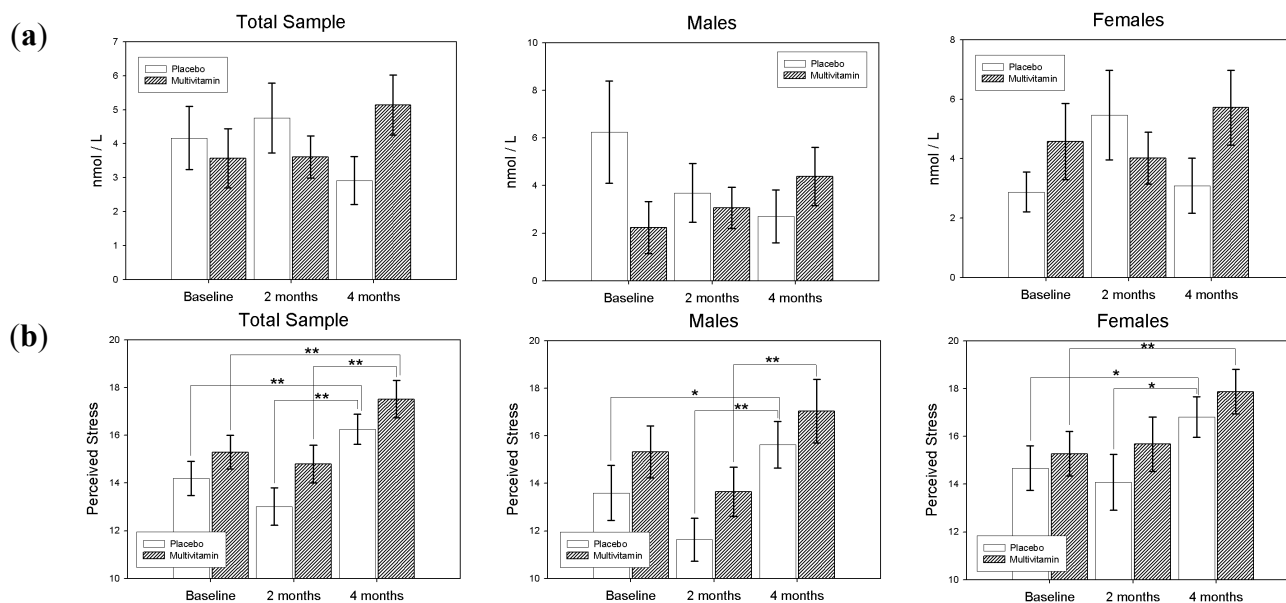 (a)
Total Sample
7
6
5
4
3
2
1
0
nmol / L
Placebo
Multivitamin
Baseline 2 months 4 months
Males
10
8
6
4
2
0
nmol / L
Placebo
Multivitamin
Baseline 2 months 4 months
Females
8
6
4
2
0
nmol / L
Placebo
Multivitamin
Baseline 2 months 4 months
(b)
Total Sample
20
18
16
14
12
10
Perceived Stress
**
**
**
**
Placebo
Multivitamin
Baseline 2 months 4 months
Males
20
18
16
14
12
10
Perceived Stress
**
*
**
Placebo
Multivitamin
Baseline 2 months 4 months
Females
20
18
16
14
12
10
Perceived Stress
**
*
*
Placebo
Multivitamin
Baseline 2 months 4 months